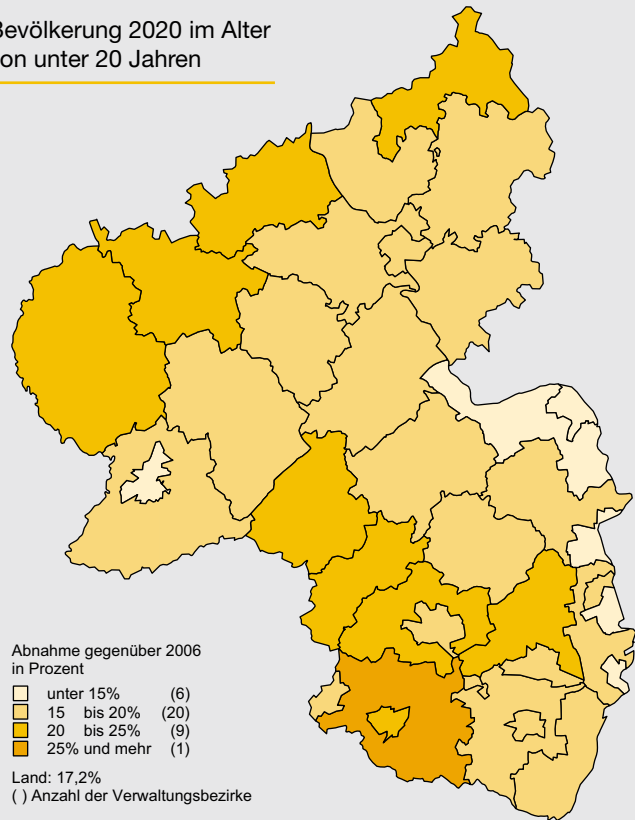 Bevölkerung 2020 im Alter
von unter 20 Jahren
Abnahme gegenüber 2006
in Prozent
unter 15% (6)
15 bis 20% (20)
20 bis 25% (9)
25% und mehr (1)
Land: 17,2%
( ) Anzahl der Verwaltungsbezirke